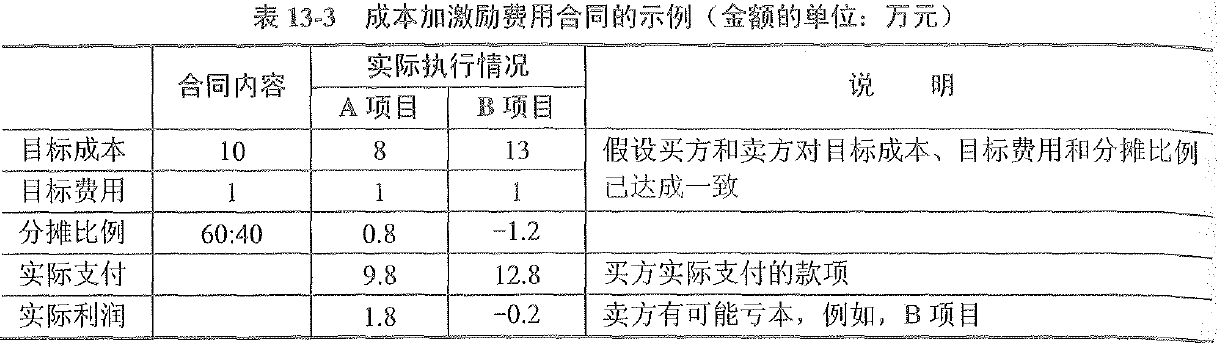 表 13-3 成本加激励费用合同的示例（金额的单位：万元）
合同内容 实际执行情况 说 明
A 项目 B 项目
目标成本 10 8 13 假设买方和卖方对目标成本、目标费用和分摊比例
目标费用 1 1 1 已达成一致
分摊比例 60:40 0.8 -1.2
实际支付 9.8 12.8 买方实际支付的款项
实际利润 1.8 -0.2 卖方有可能亏本，例如，B 项目